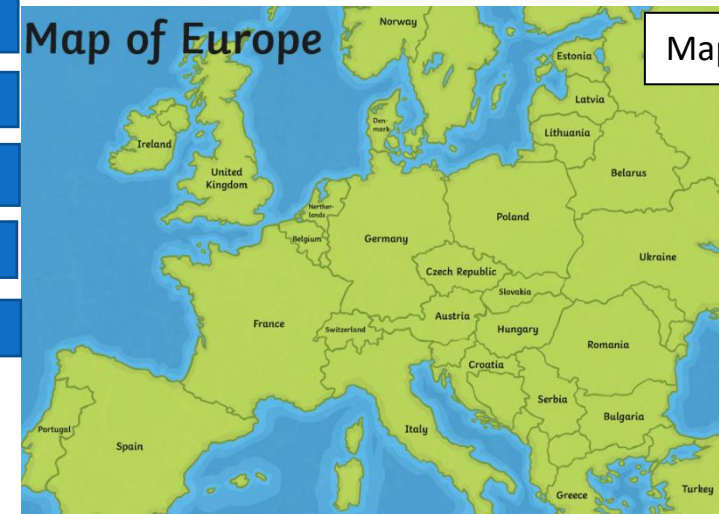 Map of Europe
Map
Norway
Estonia
Latvia
Den-
mark
Lithuania
Ireland
United
Kingdom
Belarus
Nerther-
lands
Poland
Belgium
Germany
Ukraine
Czech Republic
Slovakia
Austria
France
Switzerland
Hungary
Romania
Croatia
Serbia
Bulgaria
Portugal
Spain
Italy
Greece
Turkey